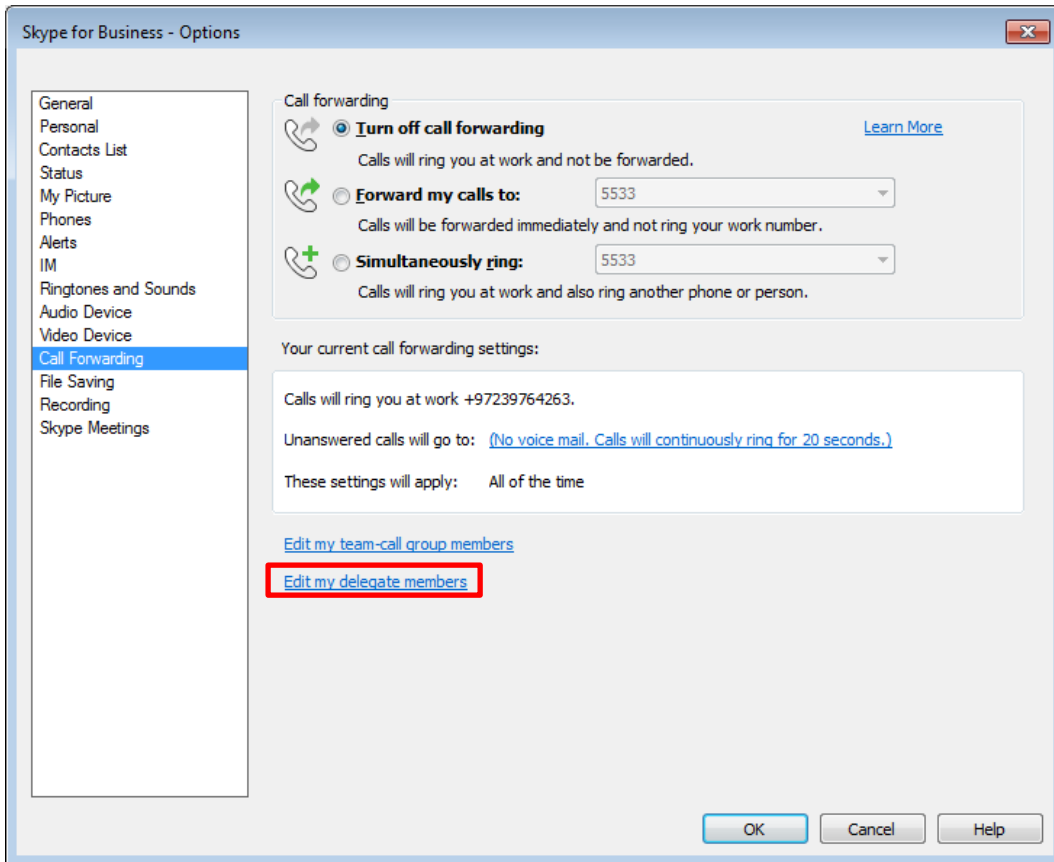 Skype for Business - Options
General
Personal
Contacts List
Status
My Picture
Phones
Alerts
IM
Ringtones and Sounds
Audio Device
Video Device
Call Forwarding
File Saving
Recording
Skype Meetings
Call forwarding
Turn off call forwarding
Learn More
Calls will ring you at work and not be forwarded.
Forward my calls to:
5533
Calls will be forwarded immediately and not ring your work number.
Simultaneously ring:
5533
Calls will ring you at work and also ring another phone or person.
Your current call forwarding settings:
Calls will ring you at work +97239764263.
Unanswered calls will go to: (No voice mail. Calls will continuously ring for 20 seconds.)
These settings will apply: All of the time
Edit my team-call group members
Edit my delegate members
OK
Cancel
Help